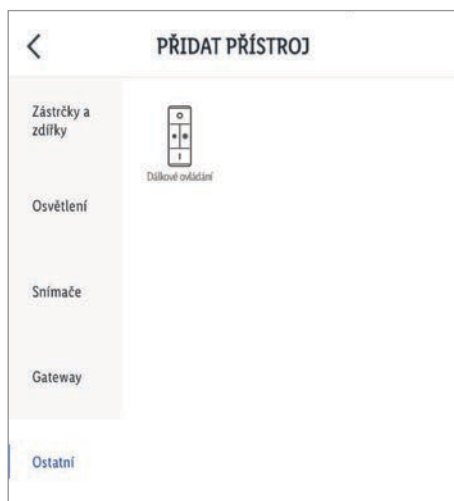 PŘIDAT PŘÍSTROJ
Zástrčky a
zdířky
Dálkové ovládání
Osvětlení
Snímače
Gateway
Ostatní